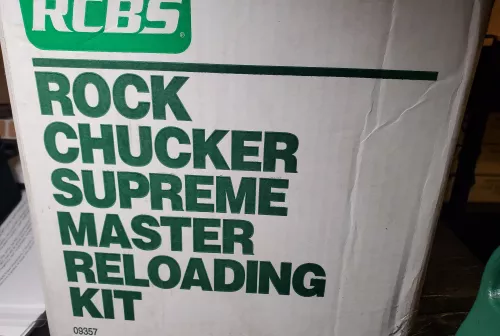 RCBS
ROCK
CHUCKER
SUPREME
MASTER
RELOADING
KIT
09357